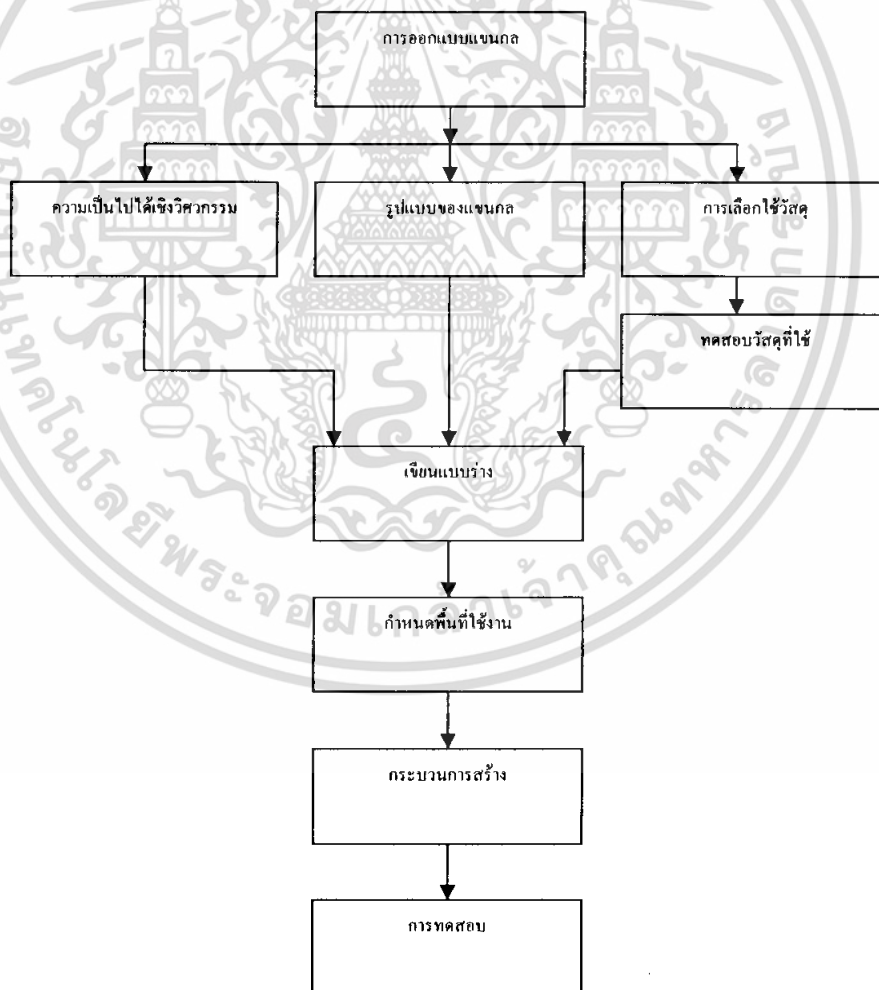 การออกแบบแขนกล
ความเป็นไปได้เชิงวิศวกรรม
รูปแบบของแขนกล
การเลือกใช้วัสดุ
ทดสอบวัสดุที่ใช้
เขียนแบบร่าง
กำหนดพื้นที่ใช้งาน
กระบวนการสร้าง
การทดสอบ